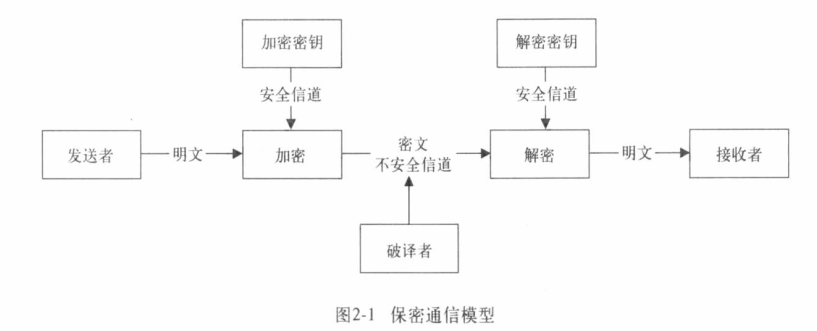 加密密钥
解密密钥
安全信道
安全信道
发送者
明文
加密
密文
不安全信道
解密
明文
接收者
破译者
图2-1 保密通信模型